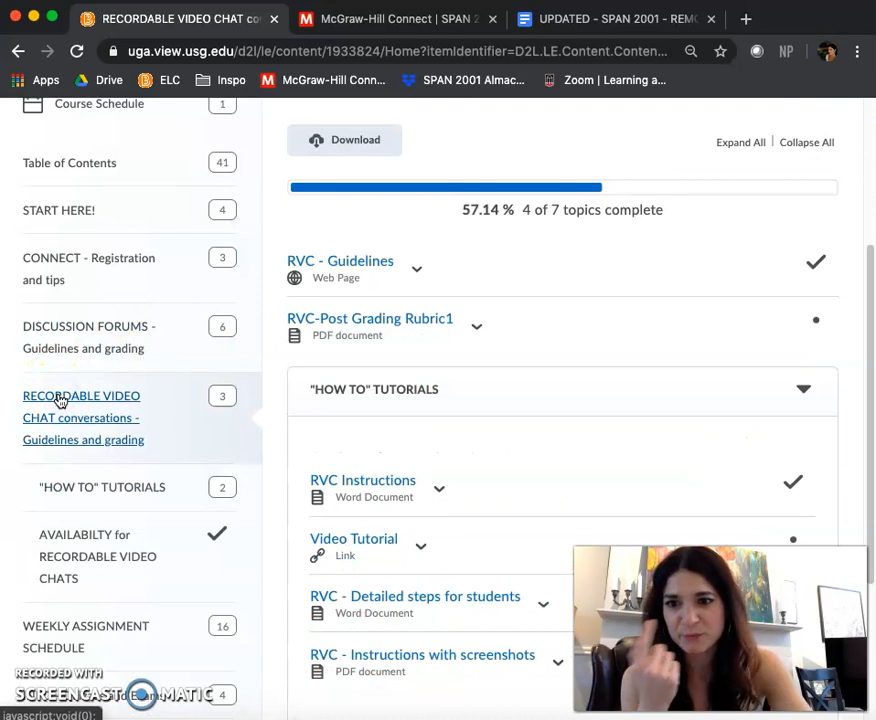 RECORDABLE VIDEO CHAT co
McGraw-Hill Connect | SPAN 2
UPDATED - SPAN 2001 - REMO
uga.view.usg.edu/d2l/le/content/1933824/Home?itemIdentifier=D2L.LE.Content.Conten...
NP
Apps
Drive
ELC
Inspo
McGraw-Hill Conn...
SPAN 2001 Almac...
Zoom | Learning a...
Course Schedule
1
Table of Contents
41
START HERE!
4
CONNECT - Registration
and tips
3
DISCUSSION FORUMS -
Guidelines and grading
6
RECORDABLE VIDEO
CHAT conversations -
Guidelines and grading
3
"HOW TO" TUTORIALS
2
AVAILABILTY for
RECORDABLE VIDEO
CHATS
WEEKLY ASSIGNMENT
SCHEDULE
16
4
RECORDED WITH
SCREENCAST MATIC
javascript:void(0);
Download
Expand All | Collapse All
57.14 % 4 of 7 topics complete
RVC - Guidelines
Web Page
RVC-Post Grading Rubric1
PDF document
"HOW TO" TUTORIALS
RVC Instructions
Word Document
Video Tutorial
Link
RVC - Detailed steps for students
Word Document
RVC - Instructions with screenshots
PDF document